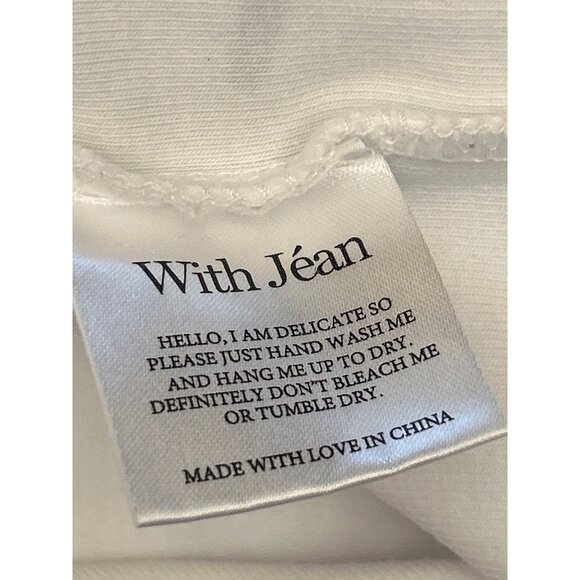 With Jéan
HELLO, I AM DELICATE SO
PLEASE JUST HAND WASH ME
AND HANG ME UP TO DRY.
DEFINITELY DON'T BLEACH ME
OR TUMBLE DRY.
MADE WITH LOVE IN CHINA